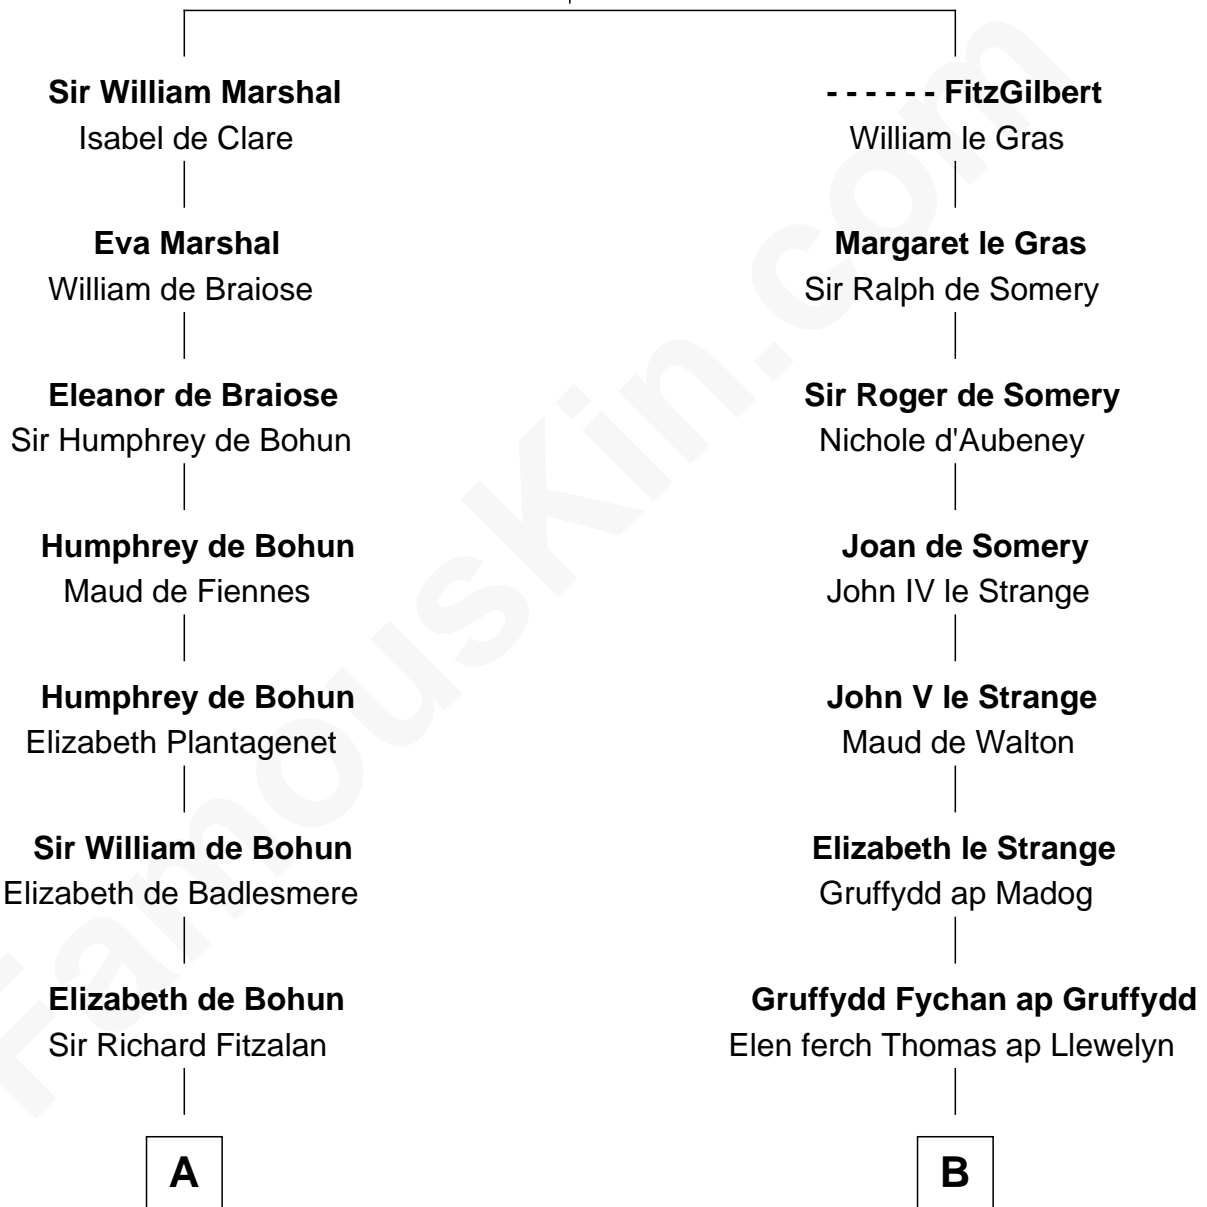 Sir William Marshal
Isabel de Clare
Eva Marshal
William de Braiose
Eleanor de Braiose
Sir Humphrey de Bohun
Humphrey de Bohun
Maud de Fiennes
Humphrey de Bohun
Elizabeth Plantagenet
Sir William de Bohun
Elizabeth de Badlesmere
Elizabeth de Bohun
Sir Richard Fitzalan
A
- - - - - - FitzGilbert
William le Gras
Margaret le Gras
Sir Ralph de Somery
Sir Roger de Somery
Nichole d'Aubeney
Joan de Somery
John IV le Strange
John V le Strange
Maud de Walton
Elizabeth le Strange
Gruffydd ap Madog
Gruffydd Fychan ap Gruffydd
Elen ferch Thomas ap Llewelyn
B
FamousKin.com